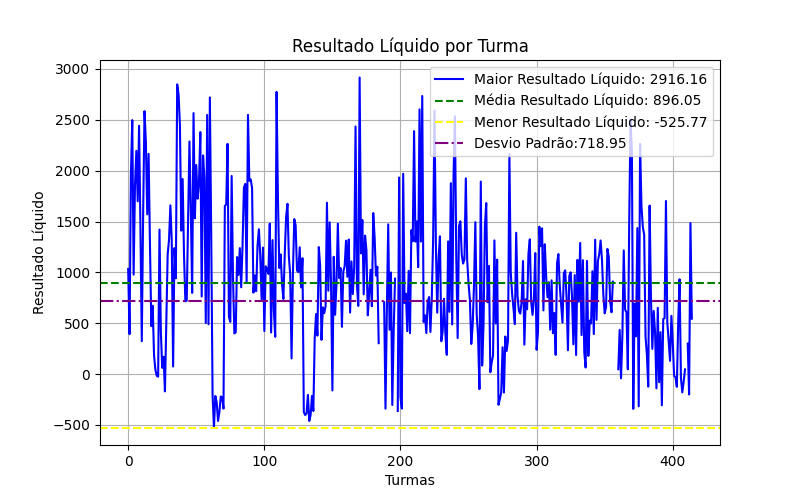 Resultado Líquido por Turma
Maior Resultado Líquido: 2916.16
Média Resultado Líquido: 896.05
Menor Resultado Líquido: -525.77
Desvio Padrão:718.95
Resultado Líquido
3000
2500
2000
1500
1000
500
0
−500
0 100 200 300 400
Turmas